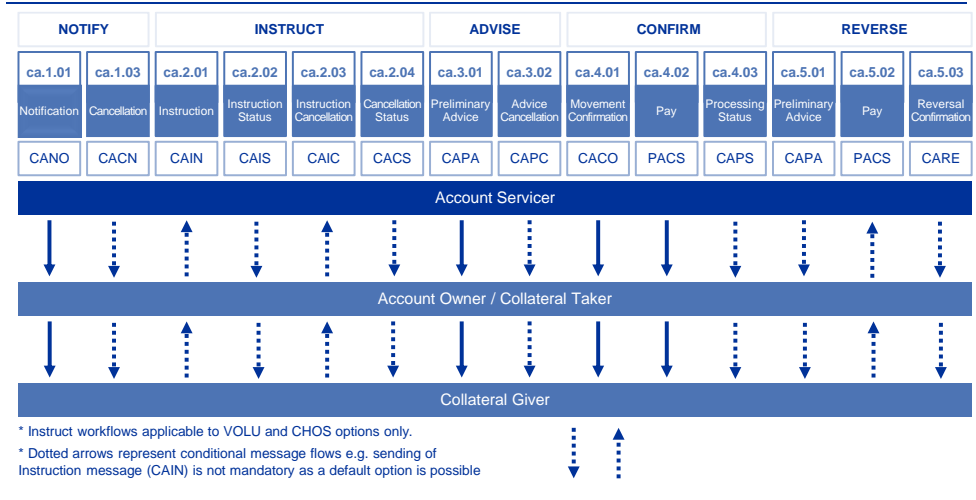 NOTIFY INSTRUCT ADVISE CONFIRM REVERSE
ca.1.01 ca.1.03 ca.2.01 ca.2.02 ca.2.03 ca.2.04 ca.3.01 ca.3.02 ca.4.01 ca.4.02 ca.4.03 ca.5.01 ca.5.02 ca.5.03
Notification Cancellation Instruction Instruction Status Instruction Cancellation Cancellation Status Preliminary Advice Advice Cancellation Movement Confirmation Pay Processing Status Preliminary Advice Pay Reversal Confirmation
CANO CACN CAIN CAIS CAIC CACS CAPA CAPC CACO PACS CAPS CAPA PACS CARE
Account Servicer
Account Owner / Collateral Taker
Collateral Giver
* Instruct workflows applicable to VOLU and CHOS options only.
* Dotted arrows represent conditional message flows e.g. sending of
Instruction message (CAIN) is not mandatory as a default option is possible